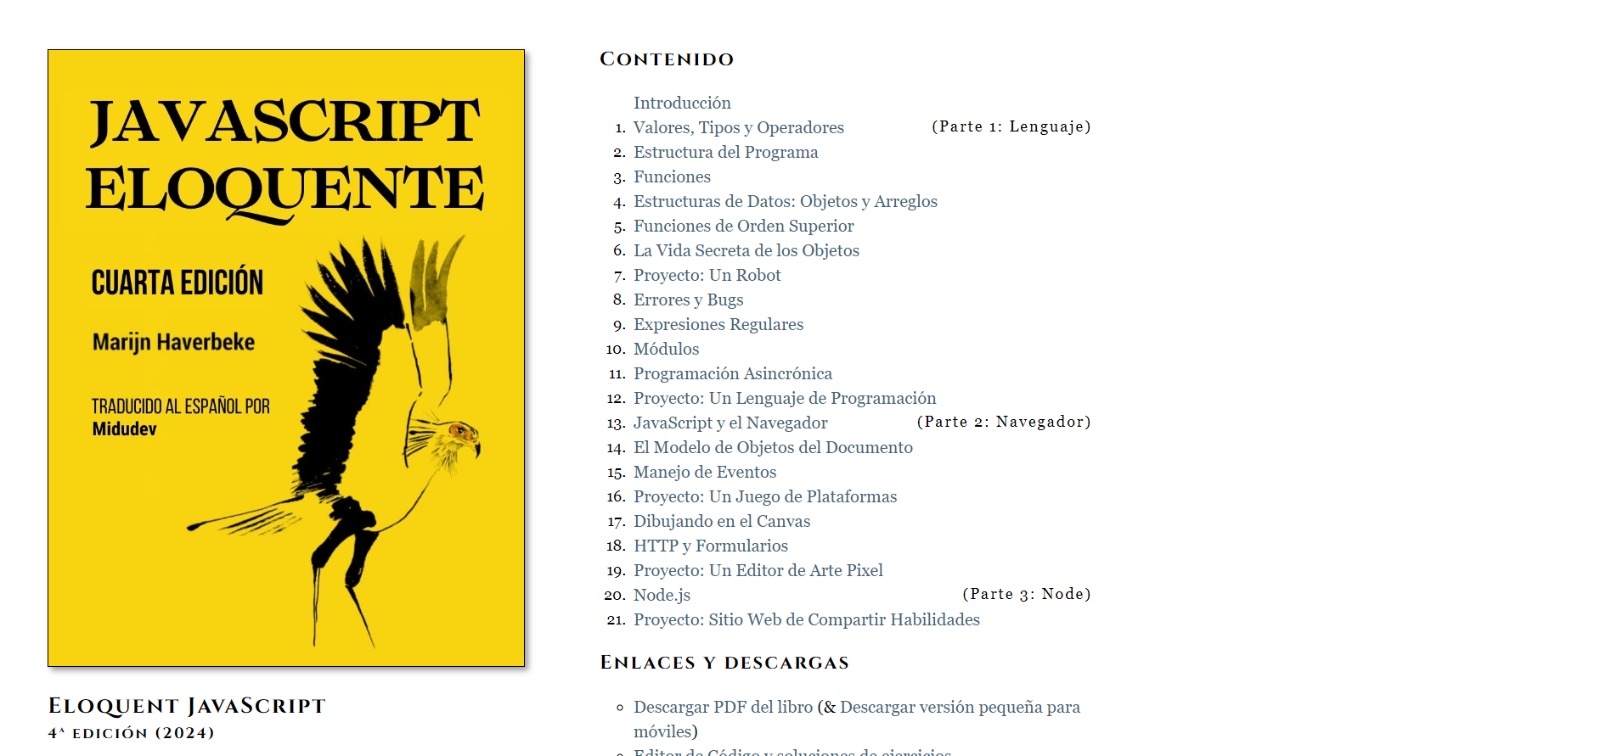 JAVASCRIPT
ELOQUENTE
CUARTA EDICIÓN
Marijn Haverbeke
TRADUCIDO AL ESPAÑOL POR
Midudev
Eloquent JavaScript
4ª edición (2024)
Contenido
Introducción
1. Valores, Tipos y Operadores (Parte 1: Lenguaje)
2. Estructura del Programa
3. Funciones
4. Estructuras de Datos: Objetos y Arreglos
5. Funciones de Orden Superior
6. La Vida Secreta de los Objetos
7. Proyecto: Un Robot
8. Errores y Bugs
9. Expresiones Regulares
10. Módulos
11. Programación Asincrónica
12. Proyecto: Un Lenguaje de Programación
13. JavaScript y el Navegador (Parte 2: Navegador)
14. El Modelo de Objetos del Documento
15. Manejo de Eventos
16. Proyecto: Un Juego de Plataformas
17. Dibujando en el Canvas
18. HTTP y Formularios
19. Proyecto: Un Editor de Arte Pixel
20. Node.js (Parte 3: Node)
21. Proyecto: Sitio Web de Compartir Habilidades
Enlaces y descargas
Descargar PDF del libro (& Descargar versión pequeña para
móviles)
Editor de Código y soluciones de ejercicios